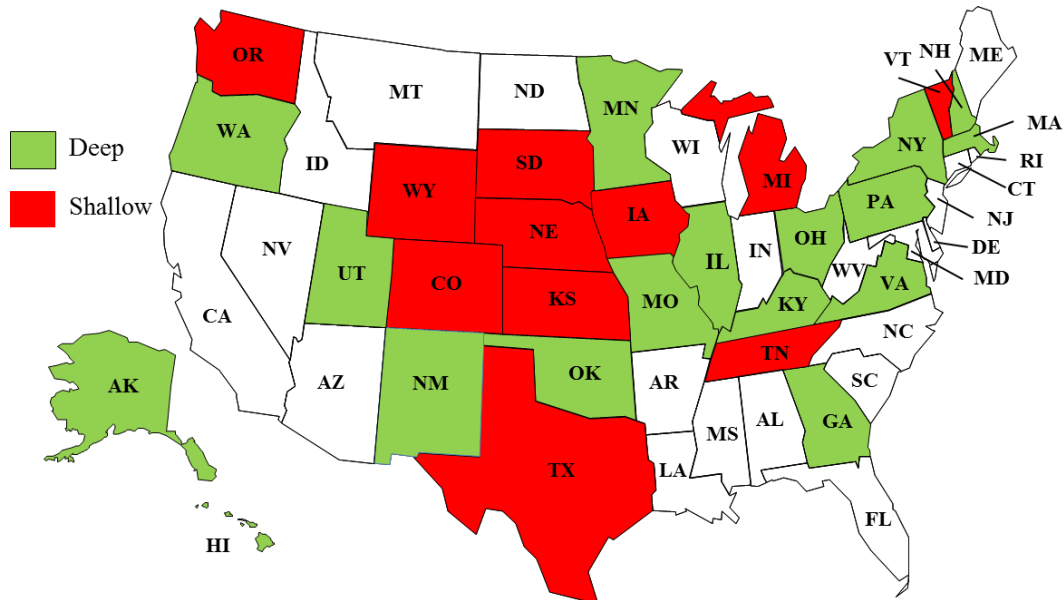 VT
NH
ME
OR
MT
ND
MN
MA
WA
Deep
ID
WI
NY
RI
SD
WY
MI
CT
Shallow
IA
PA
NJ
NE
NV
IN
OH
DE
UT
IL
WV
MD
CO
KS
MO
VA
KY
CA
NC
TN
AK
AZ
NM
OK
AR
SC
MS
AL
GA
TX
LA
FL
HI